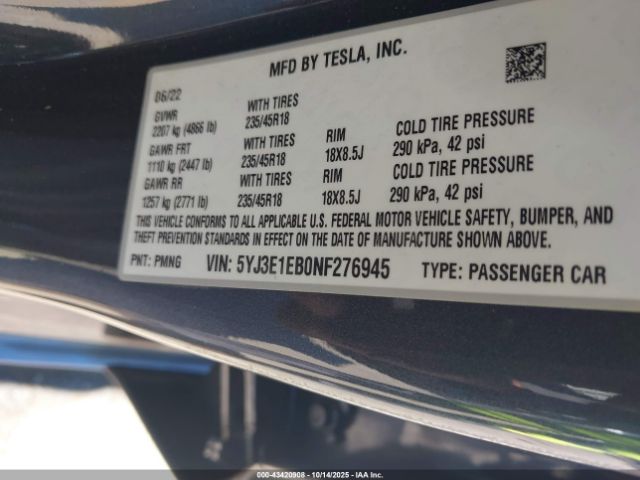 MFD BY TESLA, INC.
06/22
GVWR
2207 kg (4866 lb)
WITH TIRES
235/45R18
GAWR FRT
1110 kg (2447 lb)
WITH TIRES
235/45R18
RIM
18X8.5J
COLD TIRE PRESSURE
290 kPa, 42 psi
GAWR RR
1257 kg (2771 lb)
WITH TIRES
235/45R18
RIM
18X8.5J
COLD TIRE PRESSURE
290 kPa, 42 psi
THIS VEHICLE CONFORMS TO ALL APPLICABLE U.S. FEDERAL MOTOR VEHICLE SAFETY, BUMPER, AND
THEFT PREVENTION STANDARDS IN EFFECT ON THE DATE OF MANUFACTURE SHOWN ABOVE.
PNT: PMNG VIN: 5YJ3E1EB0NF276945 TYPE: PASSENGER CAR
000-43420908 - 10/14/2025 - IAA Inc.